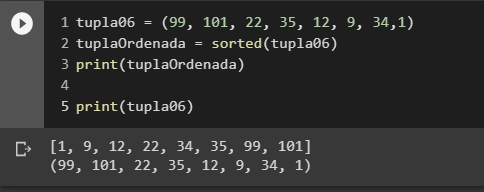 1 tupla06 = (99, 101, 22, 35, 12, 9, 34,1)
2 tuplaOrdenada = sorted(tupla06)
3 print(tuplaOrdenada)
4
5 print(tupla06)
[1, 9, 12, 22, 34, 35, 99, 101]
(99, 101, 22, 35, 12, 9, 34, 1)